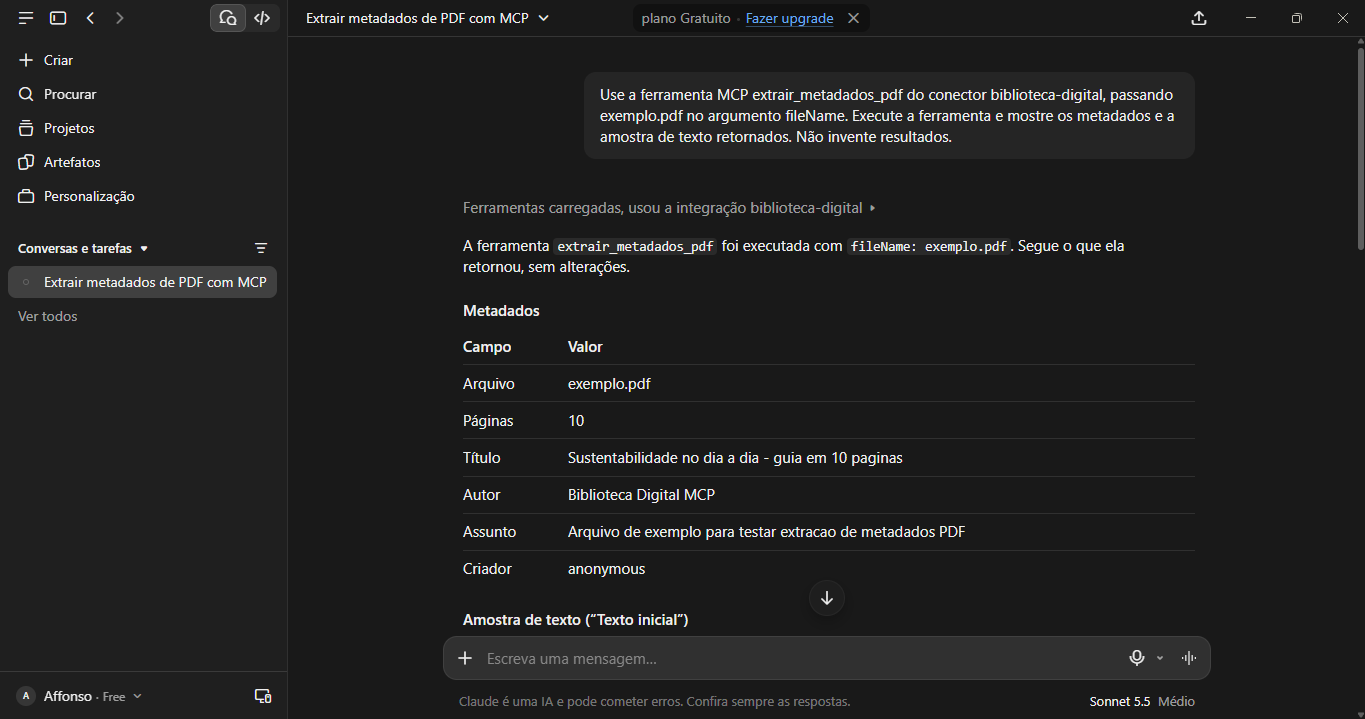 Extrair metadados de PDF com MCP
plano Gratuito · Fazer upgrade
Criar
Procurar
Projetos
Artefatos
Personalização
Conversas e tarefas
Extrair metadados de PDF com MCP
Ver todos
A Affonso · Free
Use a ferramenta MCP extrair_metadados_pdf do conector biblioteca-digital, passando
exemplo.pdf no argumento fileName. Execute a ferramenta e mostre os metadados e a
amostra de texto retornados. Não invente resultados.
Ferramentas carregadas, usou a integração biblioteca-digital
A ferramenta extrair_metadados_pdf foi executada com fileName: exemplo.pdf. Segue o que ela
retornou, sem alterações.
Metadados
Campo Valor
Arquivo exemplo.pdf
Páginas 10
Título Sustentabilidade no dia a dia - guia em 10 paginas
Autor Biblioteca Digital MCP
Assunto Arquivo de exemplo para testar extracao de metadados PDF
Criador anonymous
Amostra de texto ("Texto inicial")
Escreva uma mensagem...
Claude é uma IA e pode cometer erros. Confira sempre as respostas.
Sonnet 5.5 Médio